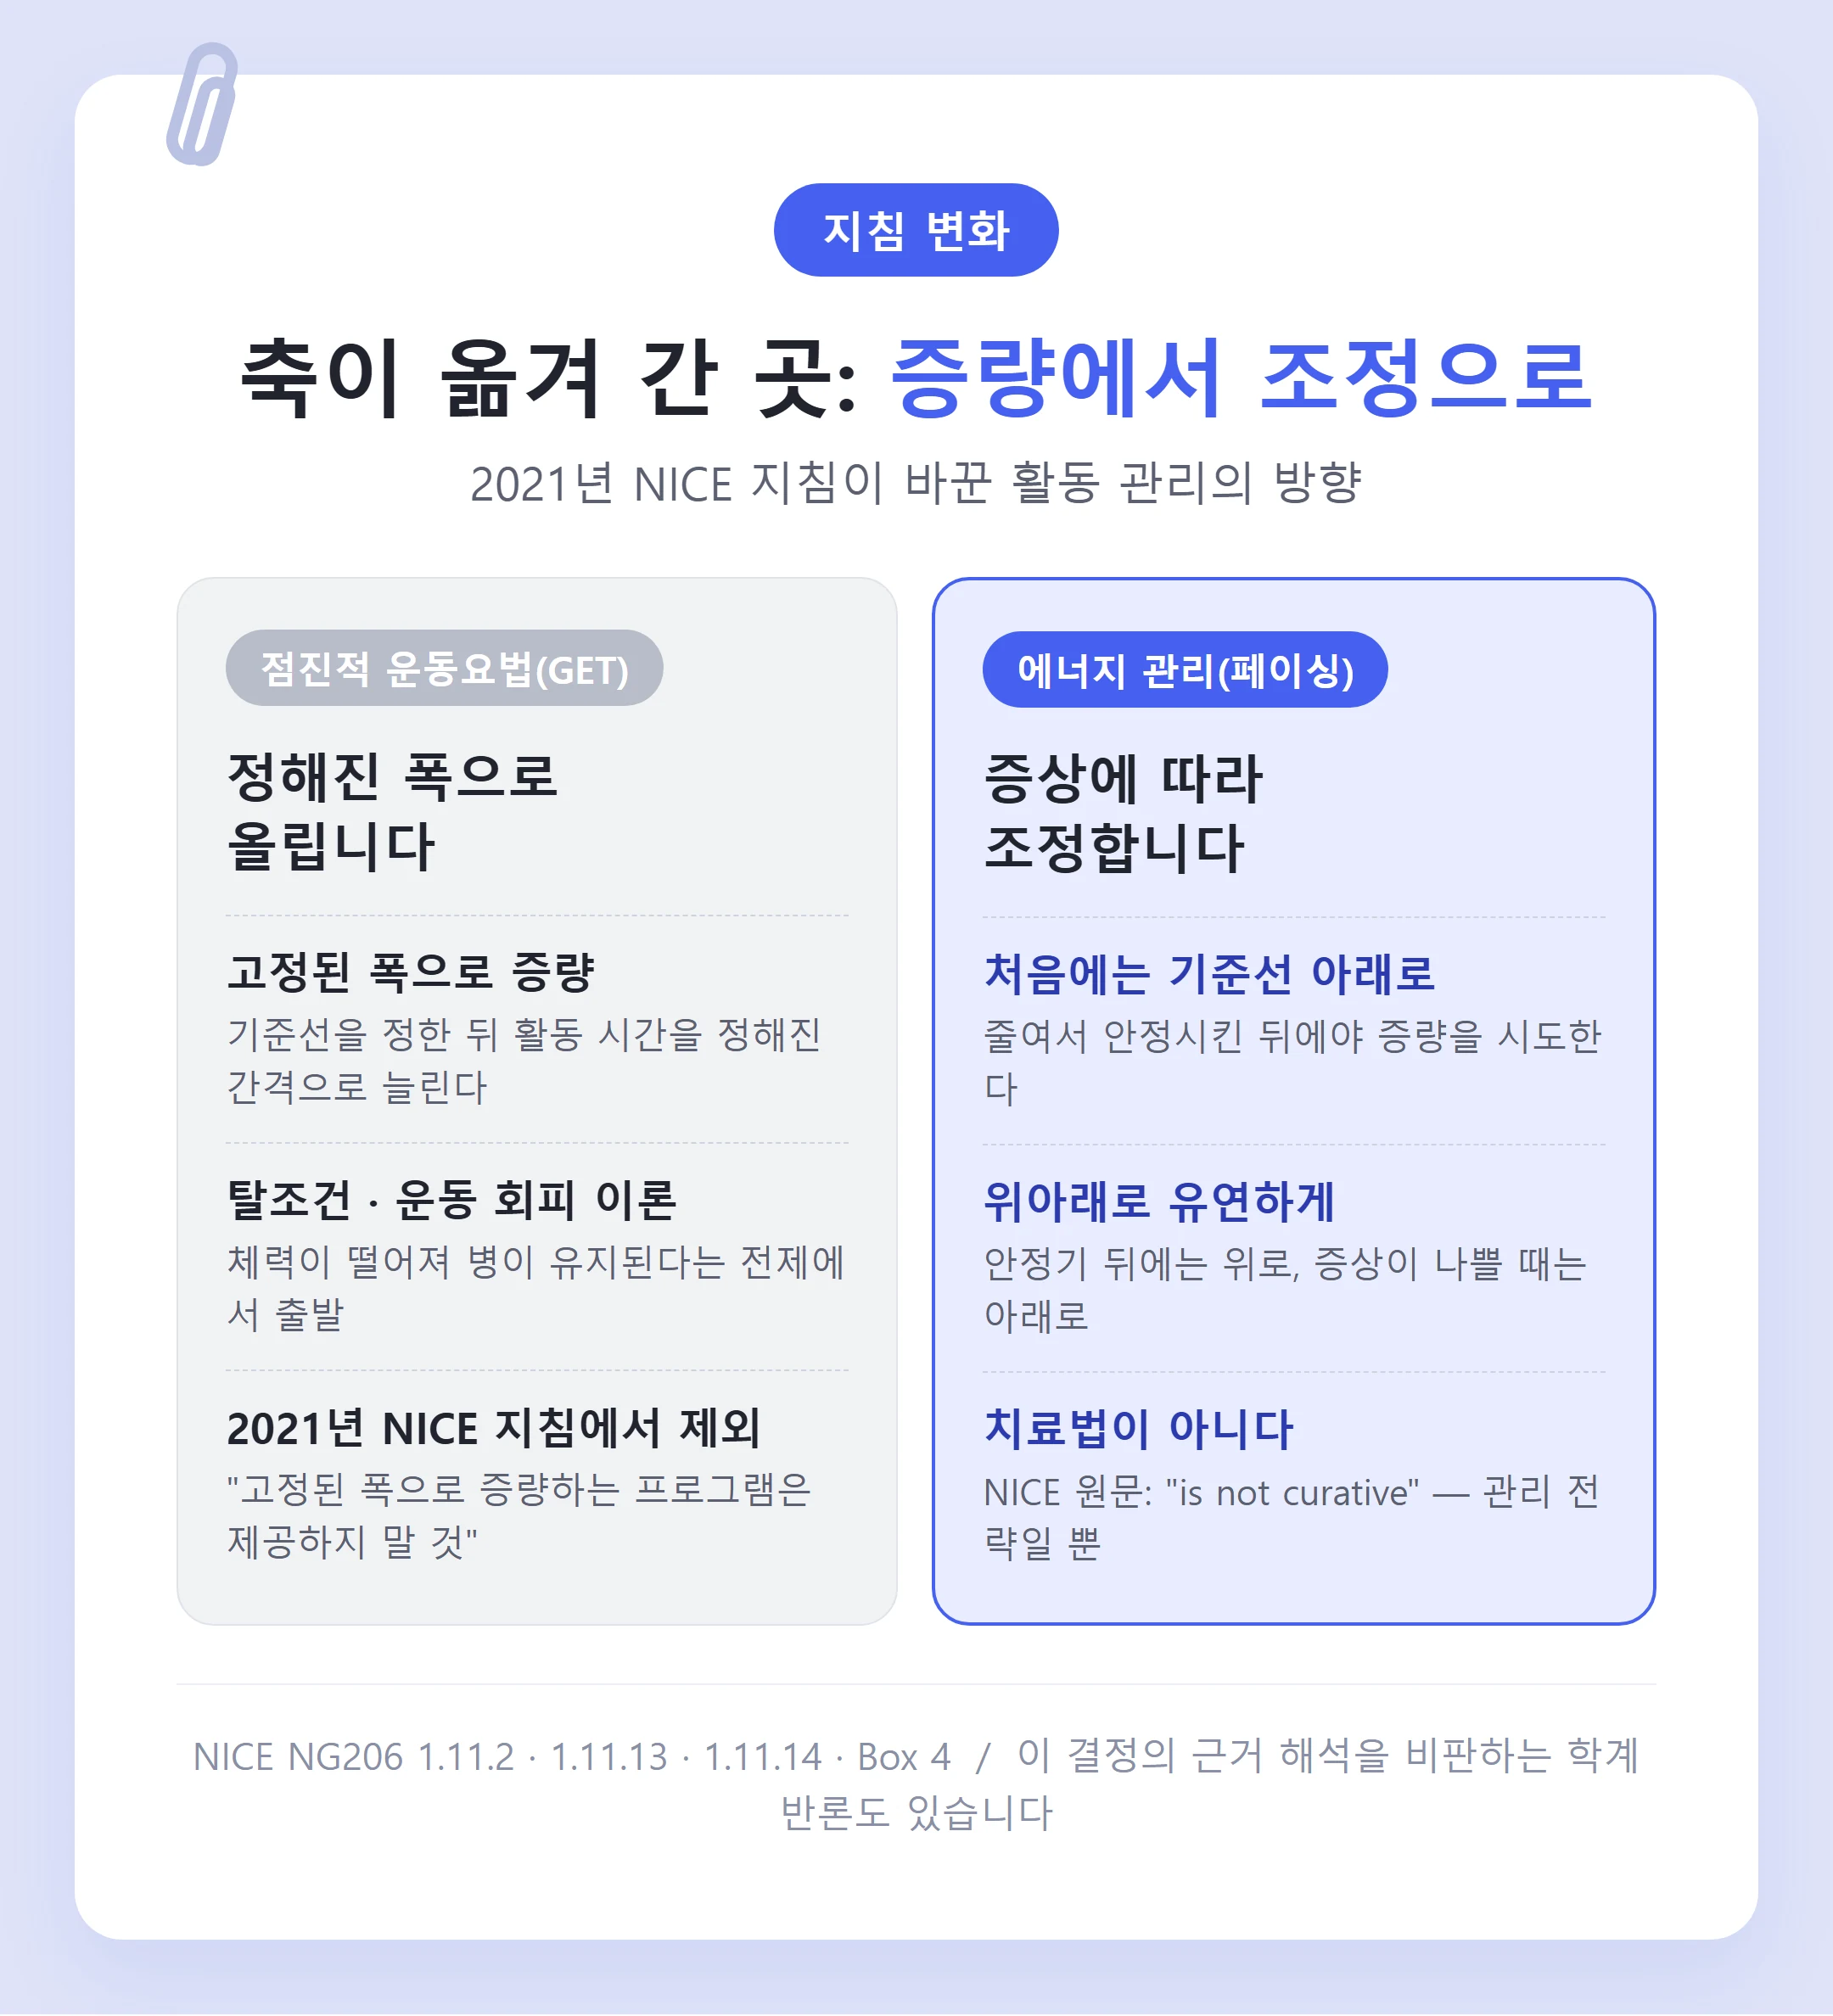 지침 변화
축이 옮겨 간 곳: 증량에서 조정으로
2021년 NICE 지침이 바꾼 활동 관리의 방향
점진적 운동요법(GET)
정해진 폭으로
올립니다
고정된 폭으로 증량
기준선을 정한 뒤 활동 시간을 정해진
간격으로 늘린다
탈조건 · 운동 회피 이론
체력이 떨어져 병이 유지된다는 전제에
서 출발
2021년 NICE 지침에서 제외
"고정된 폭으로 증량하는 프로그램은
제공하지 말 것"
에너지 관리(페이싱)
증상에 따라
조정합니다
처음에는 기준선 아래로
줄여서 안정시킨 뒤에야 증량을 시도한
다
위아래로 유연하게
안정기 뒤에는 위로, 증상이 나쁠 때는
아래로
치료법이 아니다
NICE 원문: "is not curative" — 관리 전
략일 뿐
NICE NG206 1.11.2 · 1.11.13 · 1.11.14 · Box 4 / 이 결정의 근거 해석을 비판하는 학계
반론도 있습니다